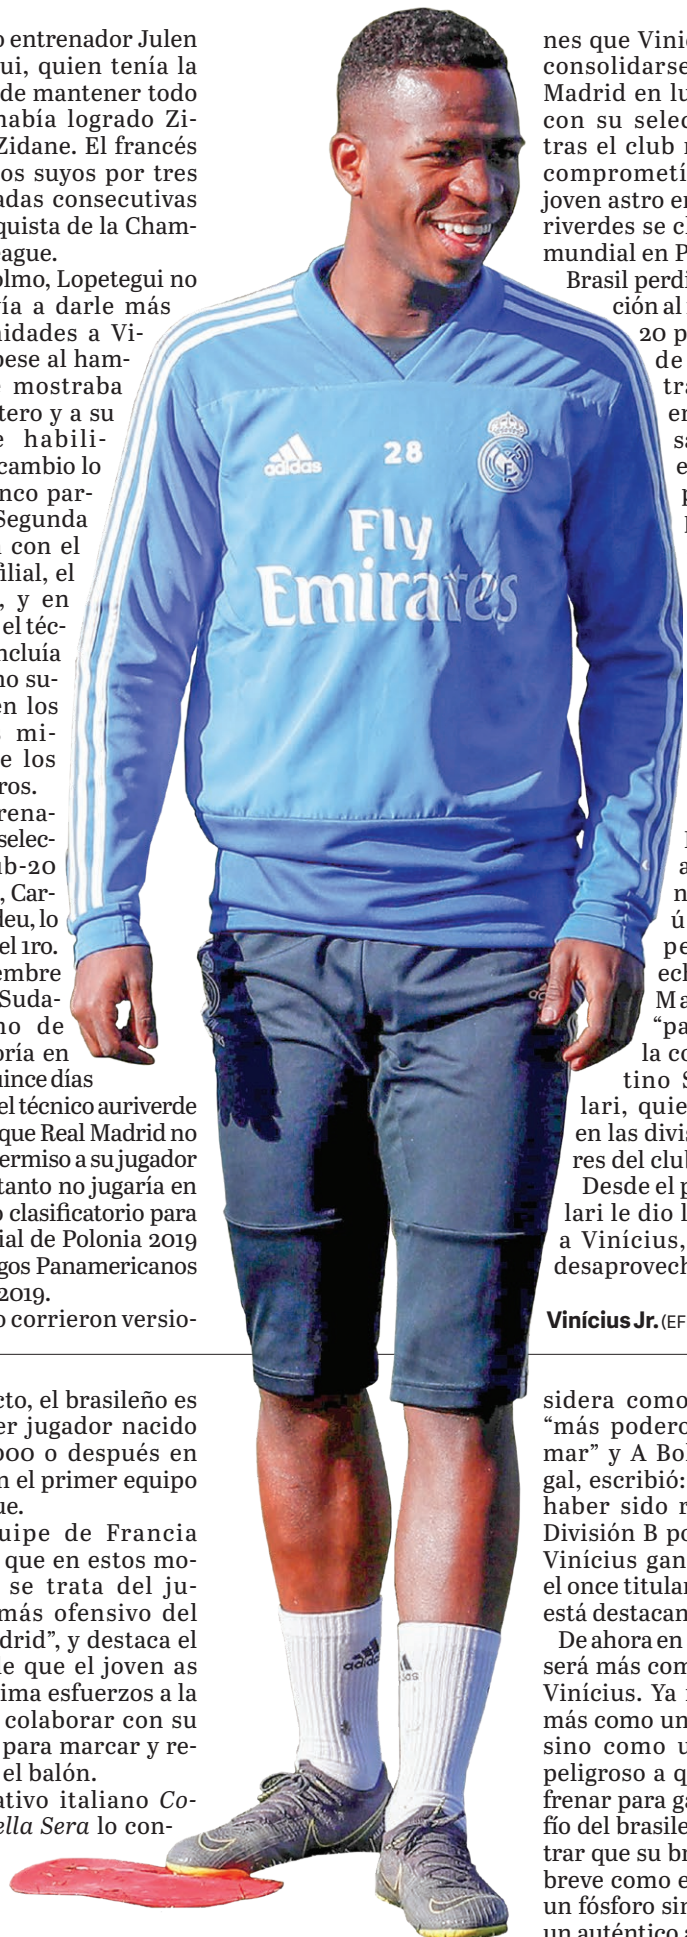 entrenador Julen
ui, quien tenía la
de mantener todo
había logrado Zi-
Zidane. El francés
os suyos por tres
adas consecutivas
quista de la Cham-
eague.
olmo, Lopetegui no
ía a darle más
nidades a Vi-
pese al ham-
e mostraba
tero y a su
e habili-
cambio lo
nco par-
Segunda
con el
filial, el
, y en
el téc-
ncluía
no su-
en los
mi-
e los
ros.
rena-
selec-
ub-20
, Car-
deu, lo
el 1ro.
embre
Suda-
no de
oría en
uince días
el técnico auriverde
que Real Madrid no
ermiso a su jugador
tanto no jugaría en
o clasificatorio para
ial de Polonia 2019
gos Panamericanos
2019.
o corrieron versio-
cto, el brasileño es
er jugador nacido
000 o después en
n el primer equipo
ue.
uipe de Francia
que en estos mo-
se trata del ju-
más ofensivo del
drid”, y destaca el
de que el joven as
ima esfuerzos a la
colaborar con su
para marcar y re-
el balón.
ativo italiano Co-
ella Sera lo con-
adidas
28
Fly
Emirates
adidas
nes que Vinic
consolidarse
Madrid en lu
con su selec
tras el club
comprometí
joven astro en
riverdes se cl
mundial en P
Brasil perdi
ción al
20 p
de
tra
en
sa
e
p
a
n
ú
pe
ech
Ma
“pa
la co
tino S
lari, quie
en las divis
res del club
Desde el p
lari le dio l
a Vinícius,
desaprovech
Vinícius Jr. (EF
sidera como
“más podero
mar” y A Bol
gal, escribió:
haber sido r
División B po
Vinícius gan
el once titular
está destacan
De ahora en
será más com
Vinícius. Ya
más como un
sino como u
peligroso a q
frenar para ga
fío del brasile
trar que su br
breve como e
un fósforo sin
un auténtico a